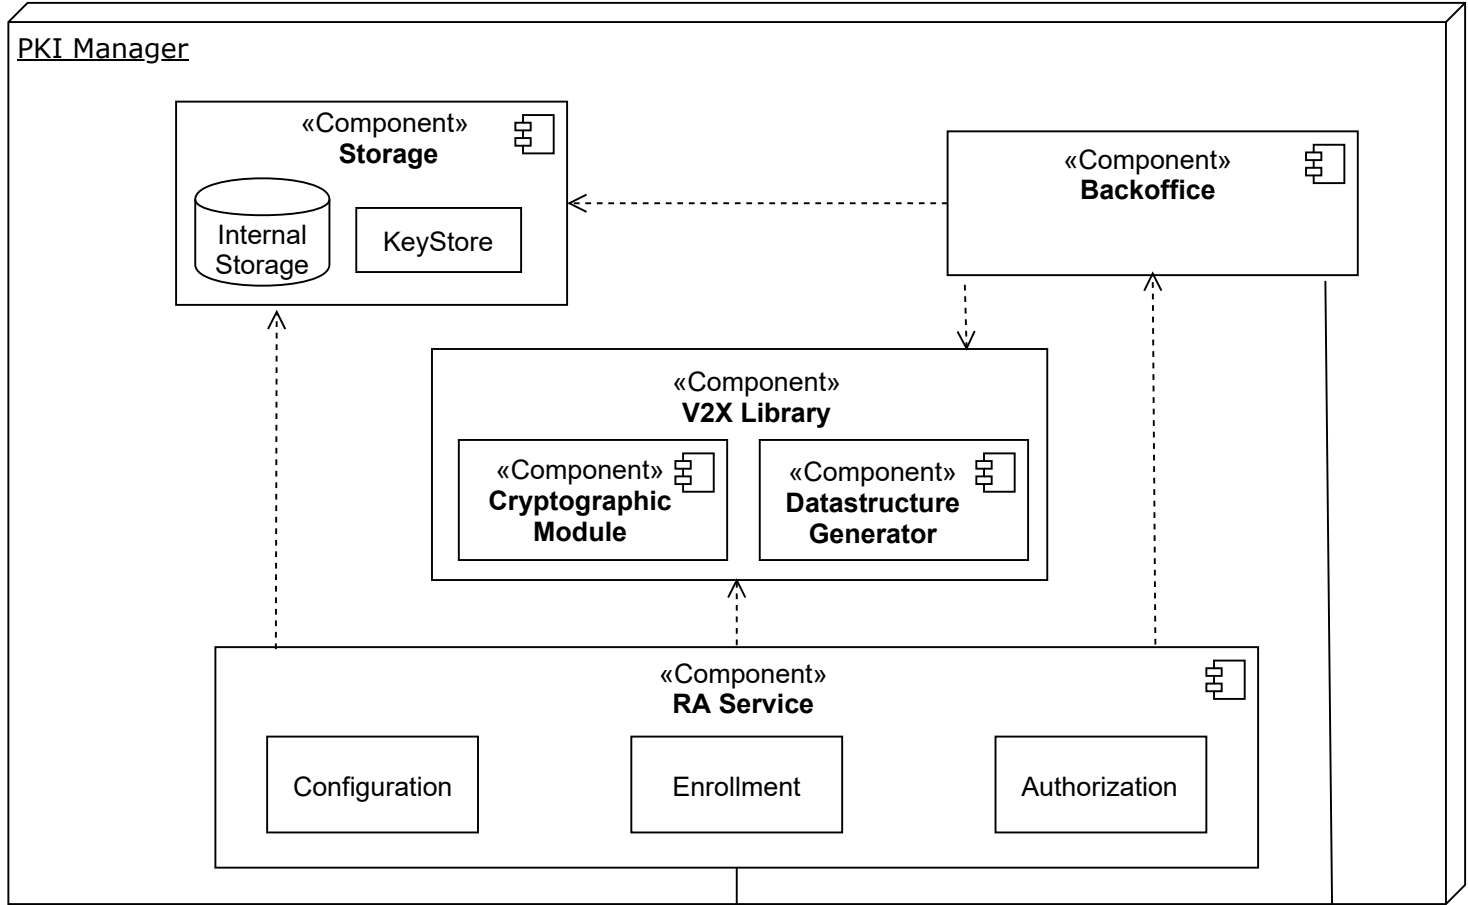 PKI Manager
«Component»
Storage
Internal
Storage
KeyStore
«Component»
Backoffice
«Component»
V2X Library
«Component»
Cryptographic
Module
«Component»
Datastructure
Generator
«Component»
RA Service
Configuration
Enrollment
Authorization